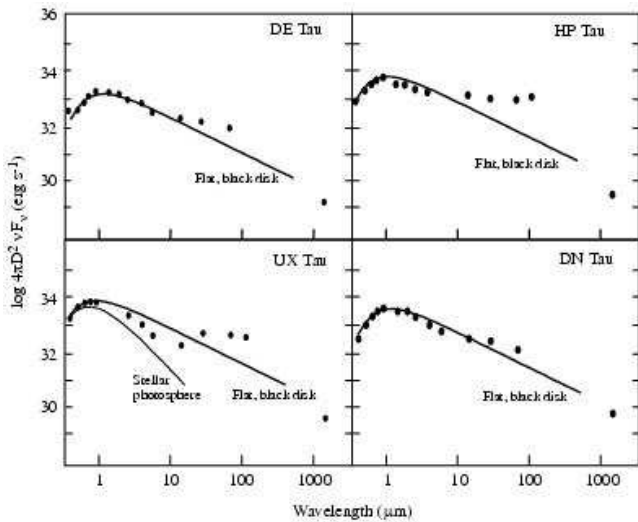 36
DE Tau
HP Tau
33
32
30
Flat, black disk
Flat, black disk
log 4πD² νFν (erg s⁻¹)
UX Tau
DN Tau
34
32
30
Stellar
photosphere
Flat, black disk
Flat, black disk
1 10 100 1000
1 10 100 1000
Wavelength (μm)